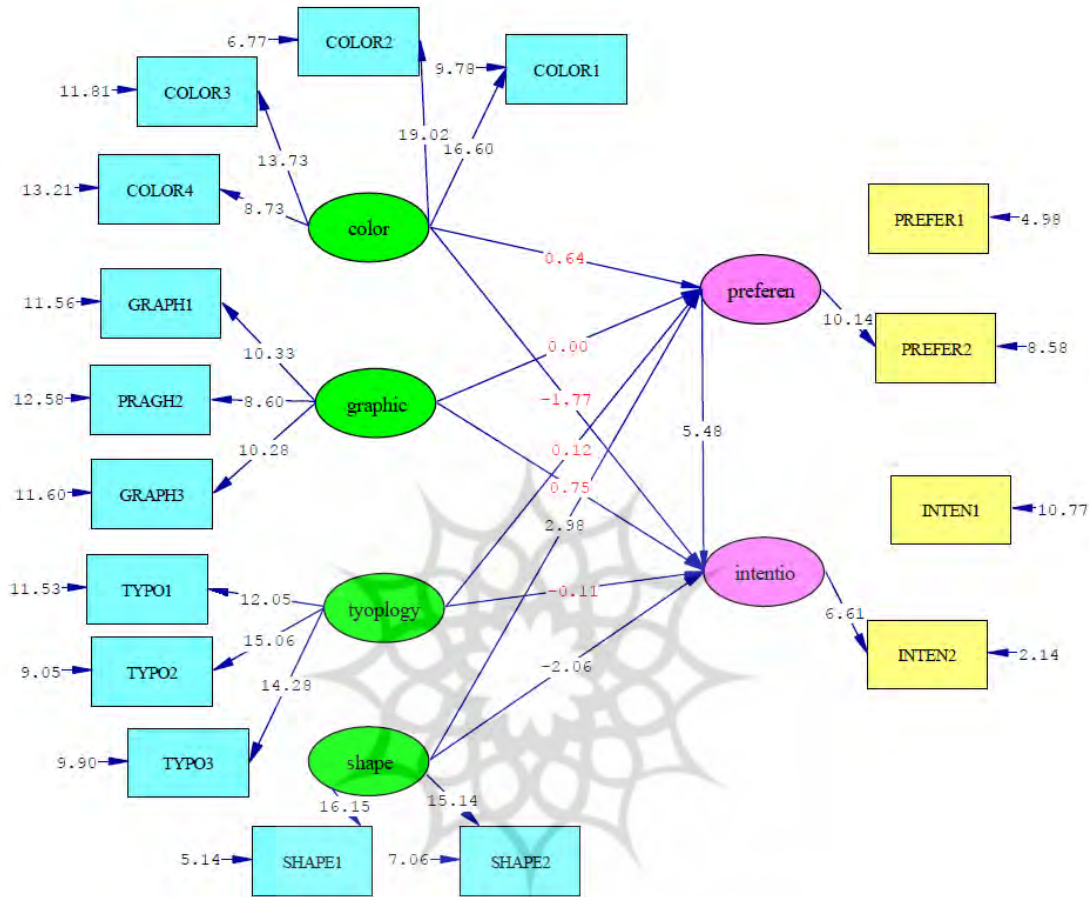 6.77
COLOR2
9.78
COLOR1
11.81
COLOR3
19.02
16.60
13.73
13.21
COLOR4
8.73
color
PREFER1
4.98
0.64
preferen
11.56
GRAPH1
10.14
10.33
0.00
PREFER2
8.58
12.58
PRAGH2
8.60
graphic
-1.77
5.48
10.28
0.12
11.60
GRAPH3
0.75
2.98
INTEN1
10.77
11.53
TYPO1
12.05
tyoplogy
-0.11
intentio
15.06
6.61
9.05
TYPO2
14.28
-2.06
INTEN2
2.14
9.90
TYPO3
shape
16.15
15.14
5.14
SHAPE1
7.06
SHAPE2